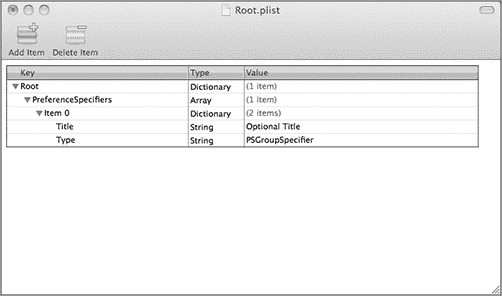 Root.plist
Add Item Delete Item
Key Type Value
Root Dictionary (1 item)
PreferenceSpecifiers Array (1 item)
Item 0 Dictionary (2 items)
Title String Optional Title
Type String PSGroupSpecifier